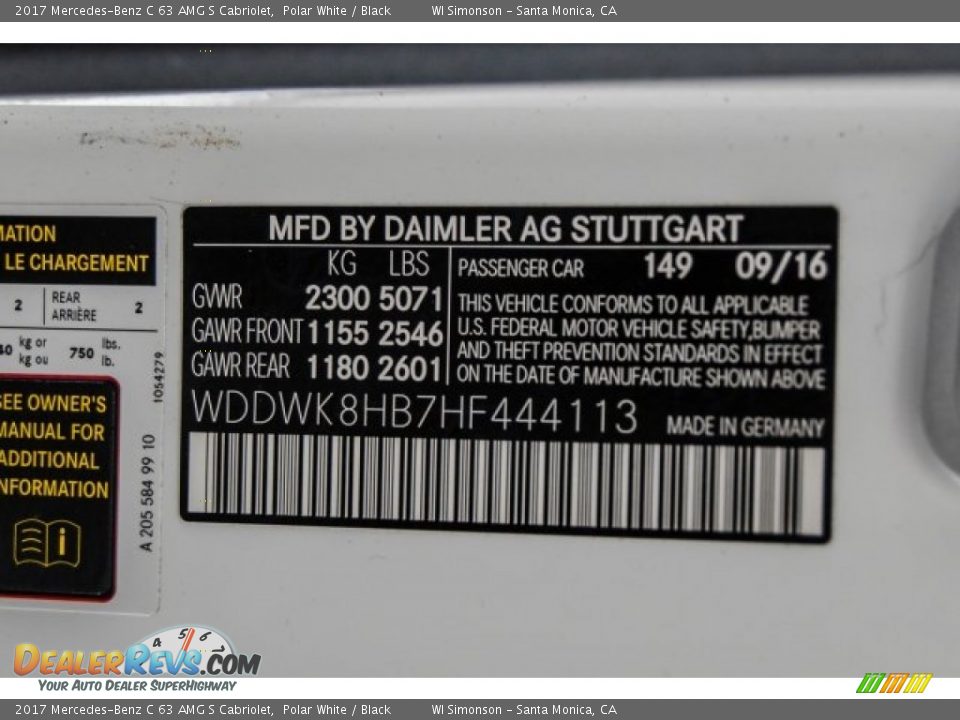 2017 Mercedes-Benz C 63 AMG S Cabriolet, Polar White / Black WI Simonson - Santa Monica, CA
MATION
LE CHARGEMENT
2 REAR ARRIÈRE 2
kg or kg ou 750 lbs. lb.
SEE OWNER'S
MANUAL FOR
ADDITIONAL
INFORMATION
i
1054279
A 205 584 99 10
MFD BY DAIMLER AG STUTTGART
KG LBS
GVWR 2300 5071
GAWR FRONT 1155 2546
GAWR REAR 1180 2601
PASSENGER CAR 149 09/16
THIS VEHICLE CONFORMS TO ALL APPLICABLE
U.S. FEDERAL MOTOR VEHICLE SAFETY,BUMPER
AND THEFT PREVENTION STANDARDS IN EFFECT
ON THE DATE OF MANUFACTURE SHOWN ABOVE
WDDWK8HB7HF444113 MADE IN GERMANY
4 5 6 7
DEALERREVS.COM
YOUR AUTO DEALER SUPERHIGHWAY
2017 Mercedes-Benz C 63 AMG S Cabriolet, Polar White / Black WI Simonson - Santa Monica, CA